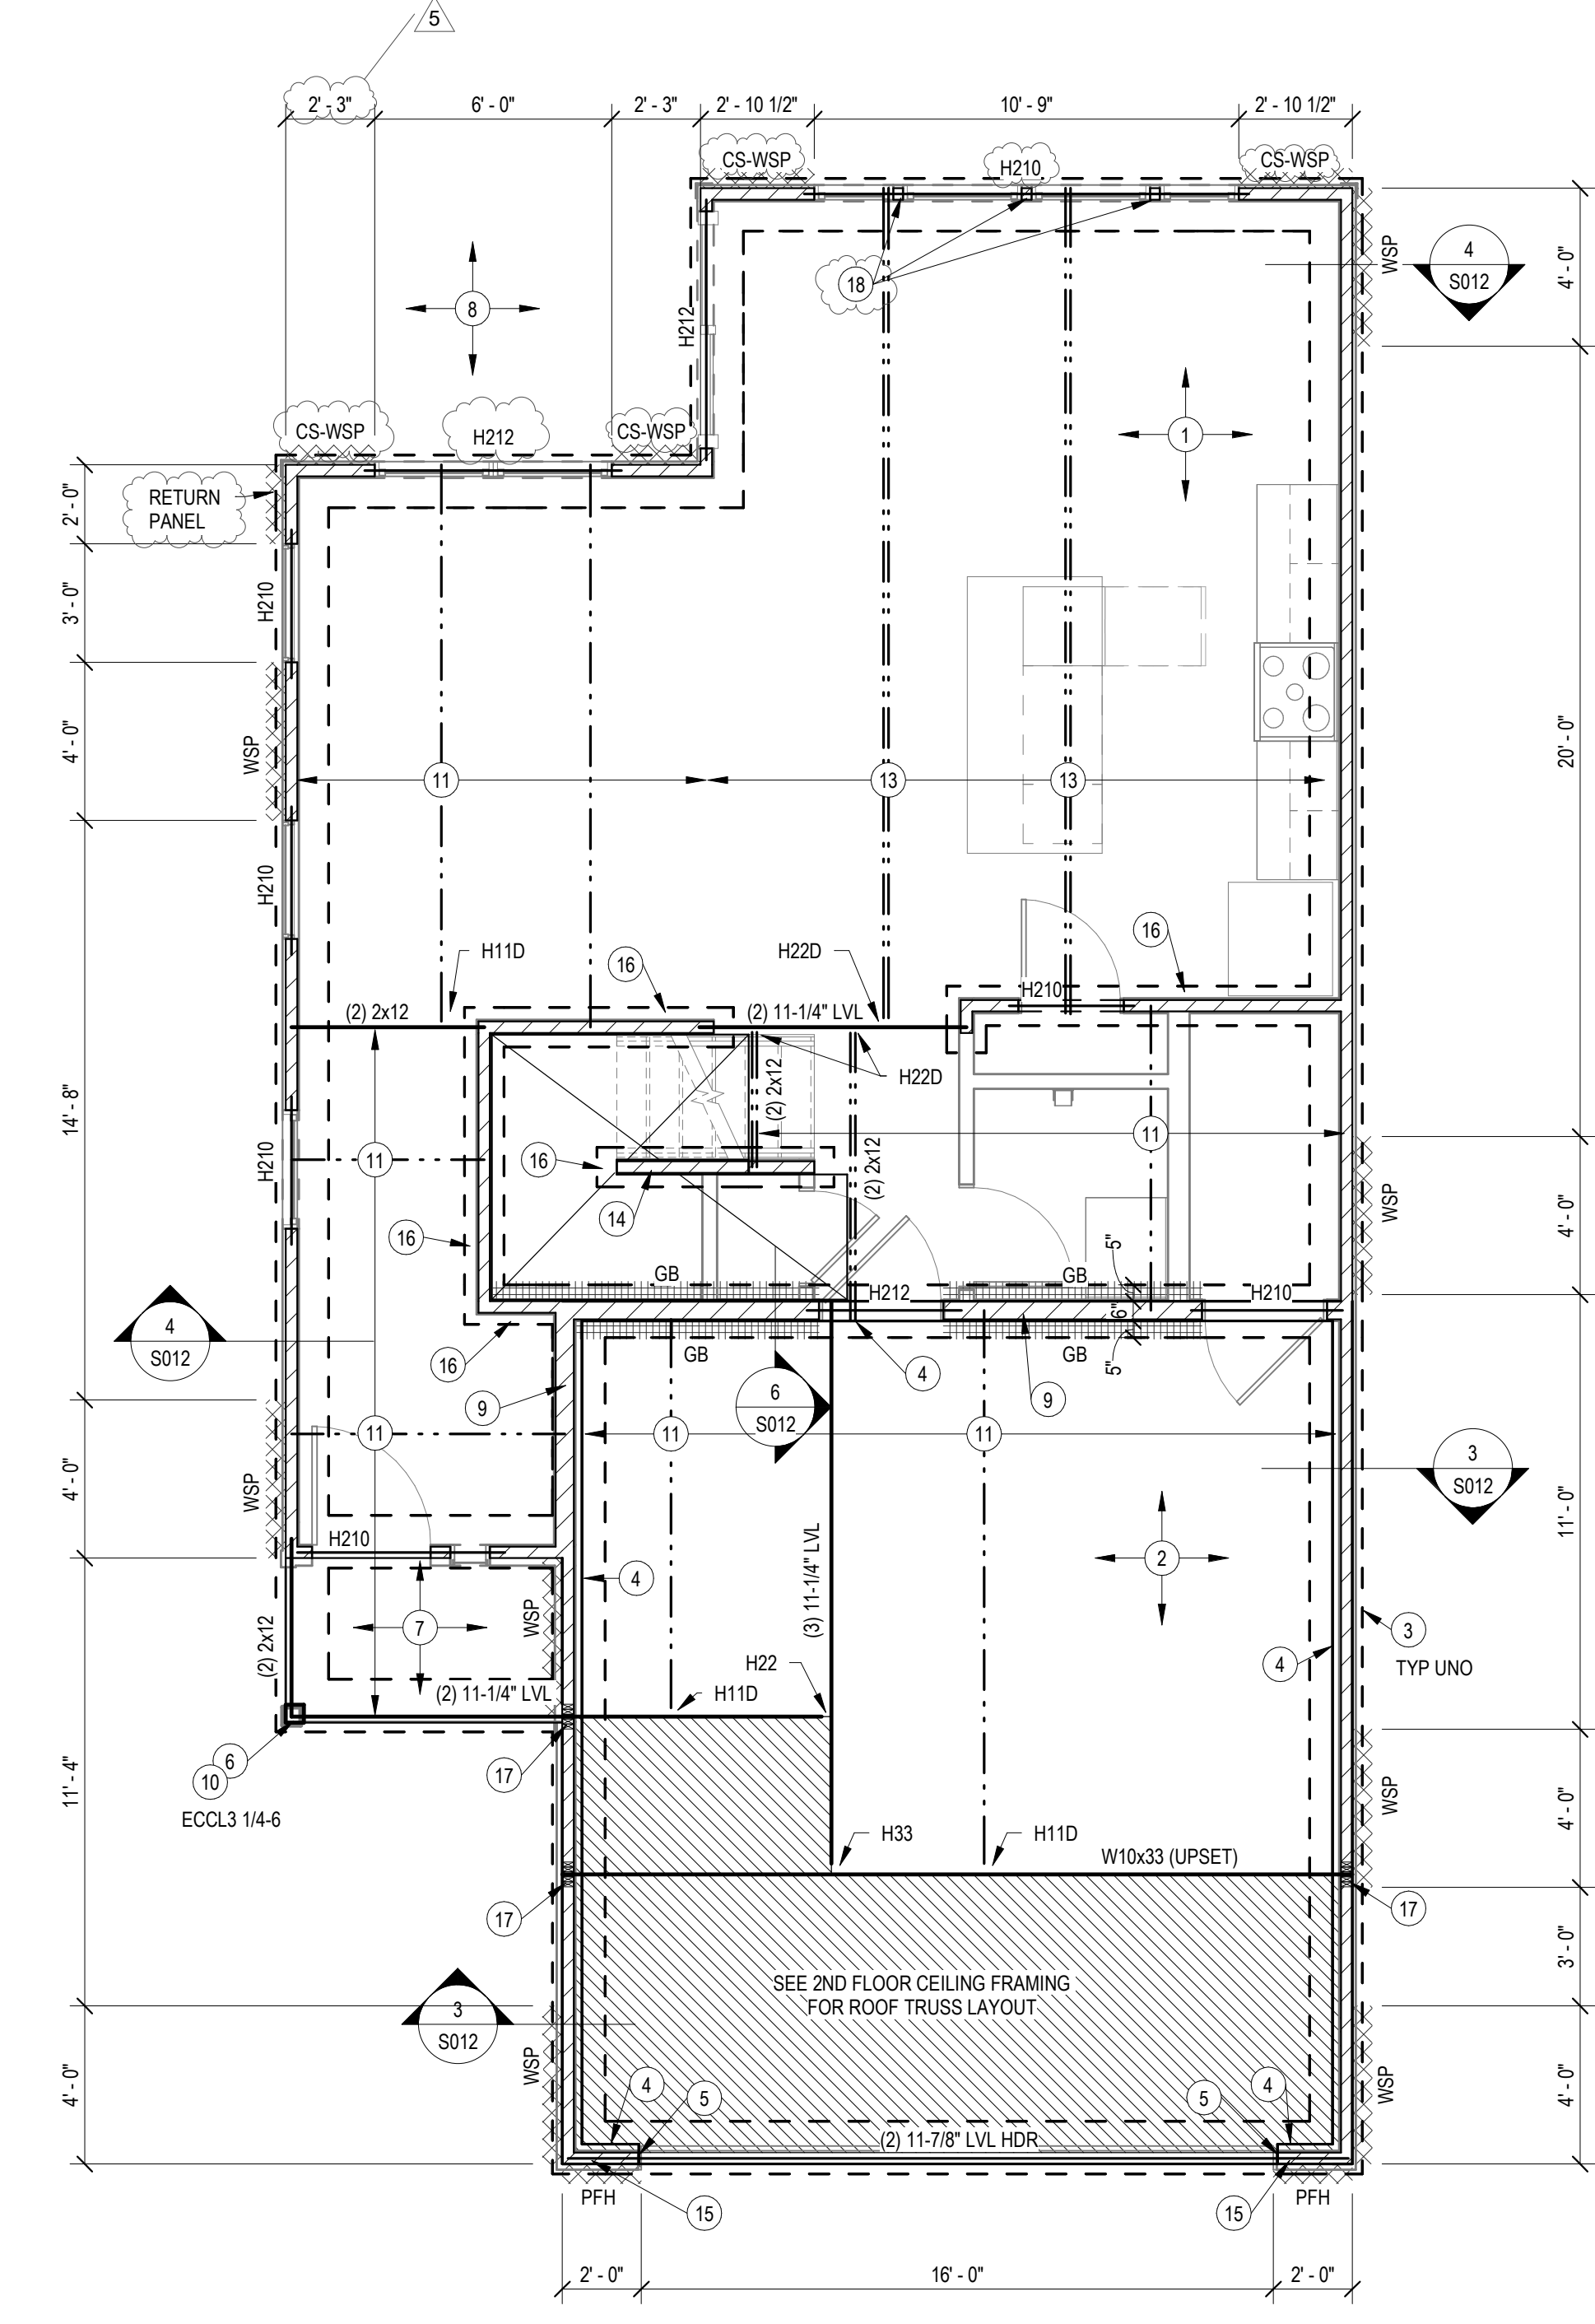 5
2' - 3"
6' - 0"
2' - 3"
2' - 10 1/2"
10' - 9"
2' - 10 1/2"
CS-WSP
H210
CS-WSP
WSP
4
S012
4' - 0"
18
8
H212
CS-WSP
H212
CS-WSP
1
RETURN
PANEL
2' - 0"
H210
3' - 0"
4' - 0"
WSP
11
13
13
20' - 0"
H210
H11D
16
H22D
16
H210
(2) 2x12
(2) 11-1/4" LVL
H22D
(2) 2x12
14' - 8"
11
H210
16
14
(2) 2x12
11
WSP
4' - 0"
16
GB
H212
GB
5"
6"
5"
H210
4
S012
16
GB
GB
4
9
9
6
S012
11
11
11
3
S012
4' - 0"
WSP
11' - 0"
H210
4
(3) 11-1/4" LVL
2
7
WSP
(2) 2x12
3
TYP UNO
4
H22
(2) 11-1/4" LVL
H11D
6
10
ECCL3 1/4-6
17
11' - 4"
WSP
4' - 0"
H33
H11D
W10x33 (UPSET)
17
17
3' - 0"
SEE 2ND FLOOR CEILING FRAMING
FOR ROOF TRUSS LAYOUT
3
S012
WSP
4' - 0"
4
5
5
4
WSP
4' - 0"
(2) 11-7/8" LVL HDR
PFH
15
15
PFH
2' - 0"
16' - 0"
2' - 0"